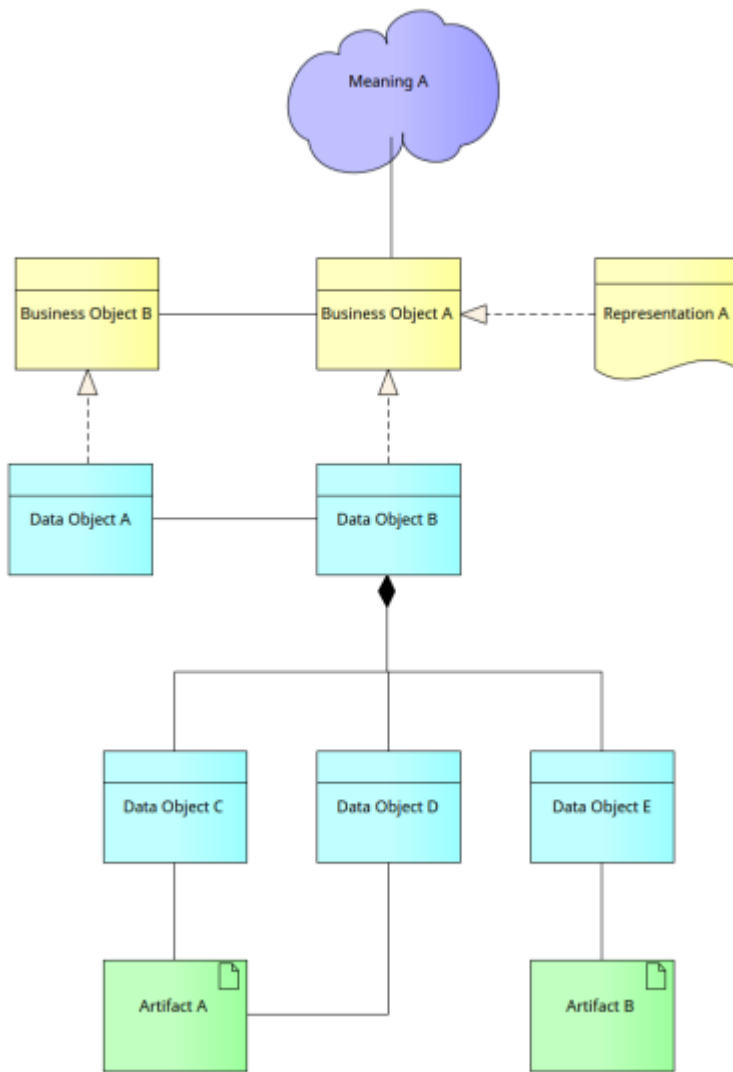 Meaning A
Business Object B
Business Object A
Representation A
Data Object A
Data Object B
Data Object C
Data Object D
Data Object E
Artifact A
Artifact B